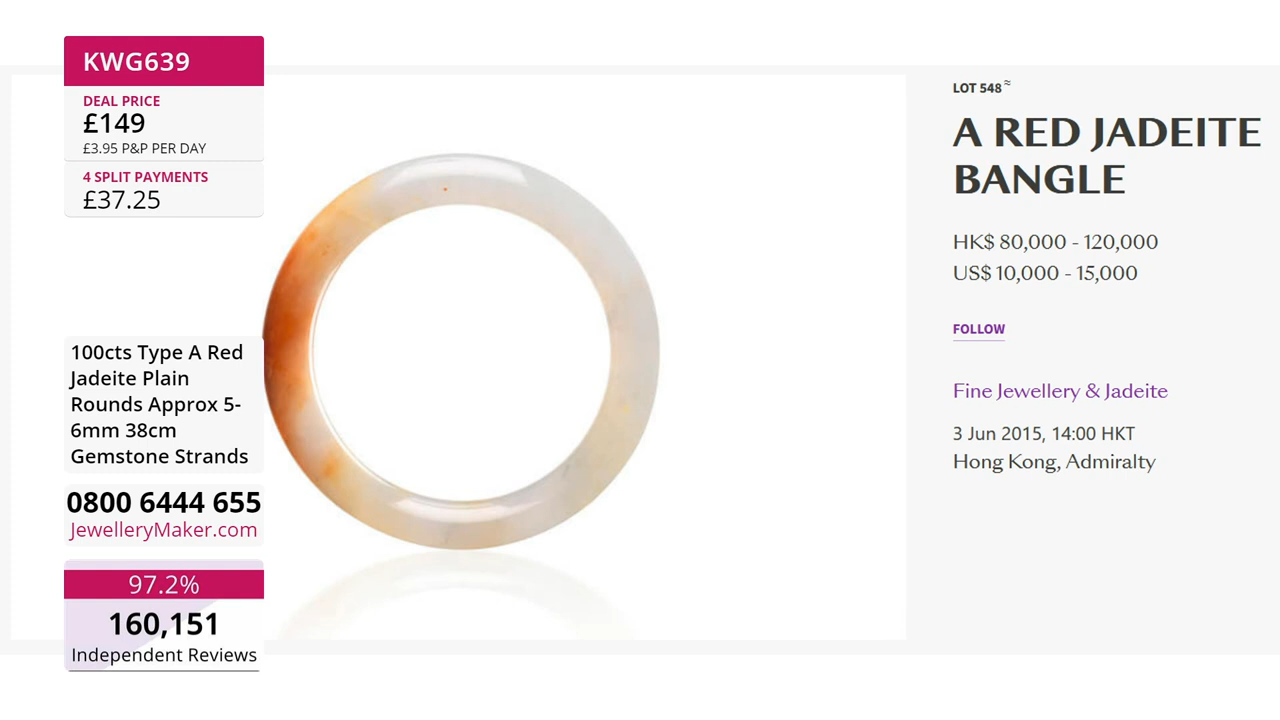 KWG639
DEAL PRICE
£149
£3.95 P&P PER DAY
4 SPLIT PAYMENTS
£37.25
100cts Type A Red
Jadeite Plain
Rounds Approx 5-
6mm 38cm
Gemstone Strands
0800 6444 655
JewelleryMaker.com
97.2%
160,151
Independent Reviews
LOT 548≈
A RED JADEITE
BANGLE
HK$ 80,000 - 120,000
US$ 10,000 - 15,000
FOLLOW
Fine Jewellery & Jadeite
3 Jun 2015, 14:00 HKT
Hong Kong, Admiralty